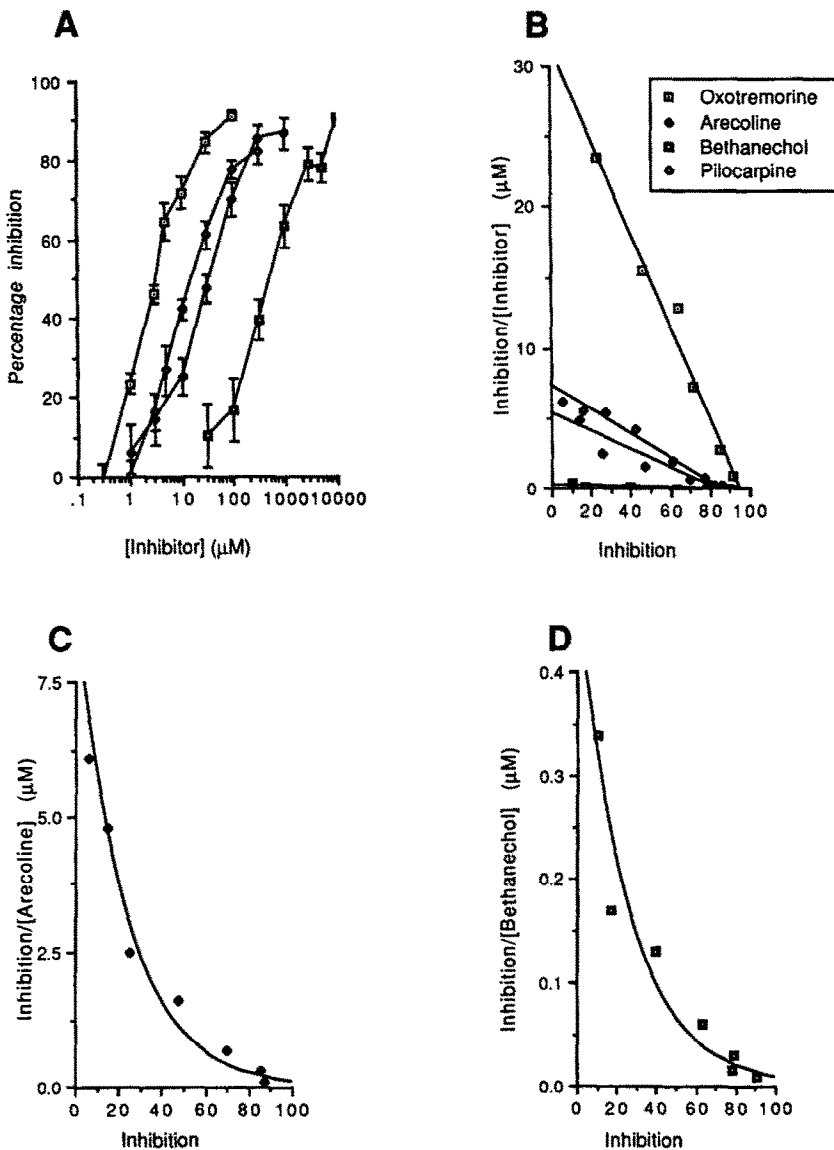 A
Percentage inhibition
100
80
60
40
20
0
.1 1 10 100 1000 10000
[Inhibitor] (μM)
B
Inhibition/[Inhibitor] (μM)
30
20
10
0
0 20 40 60 80 100
Inhibition
Oxotremorine
Arecoline
Bethanechol
Pilocarpine
C
Inhibition/[Arecoline] (μM)
7.5
5.0
2.5
0.0
0 20 40 60 80 100
Inhibition
D
Inhibition/[Bethanechol] (μM)
0.4
0.3
0.2
0.1
0.0
0 20 40 60 80 100
Inhibition